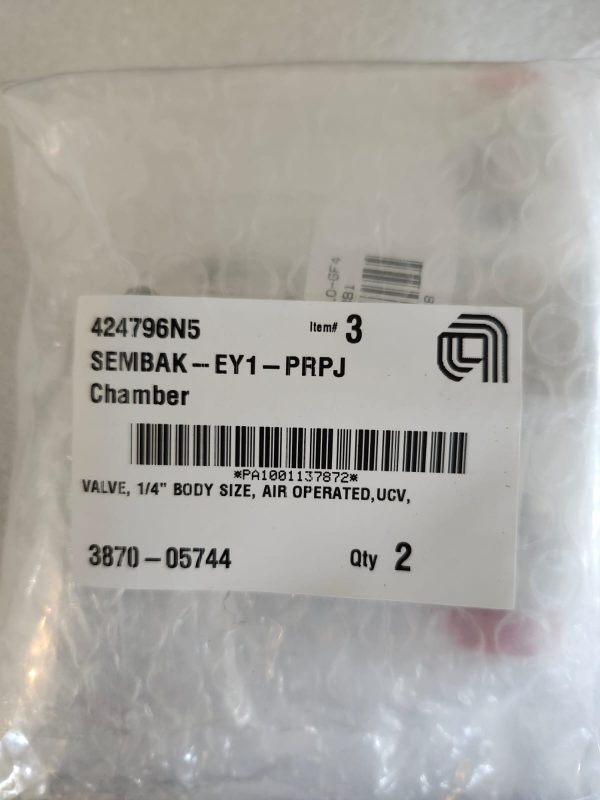 424796N5 Item# 3
SEMBAK-EY1-PRPJ
Chamber
*PA1001137872*
VALVE, 1/4" BODY SIZE, AIR OPERATED,UCV,
3870-05744 Qty 2